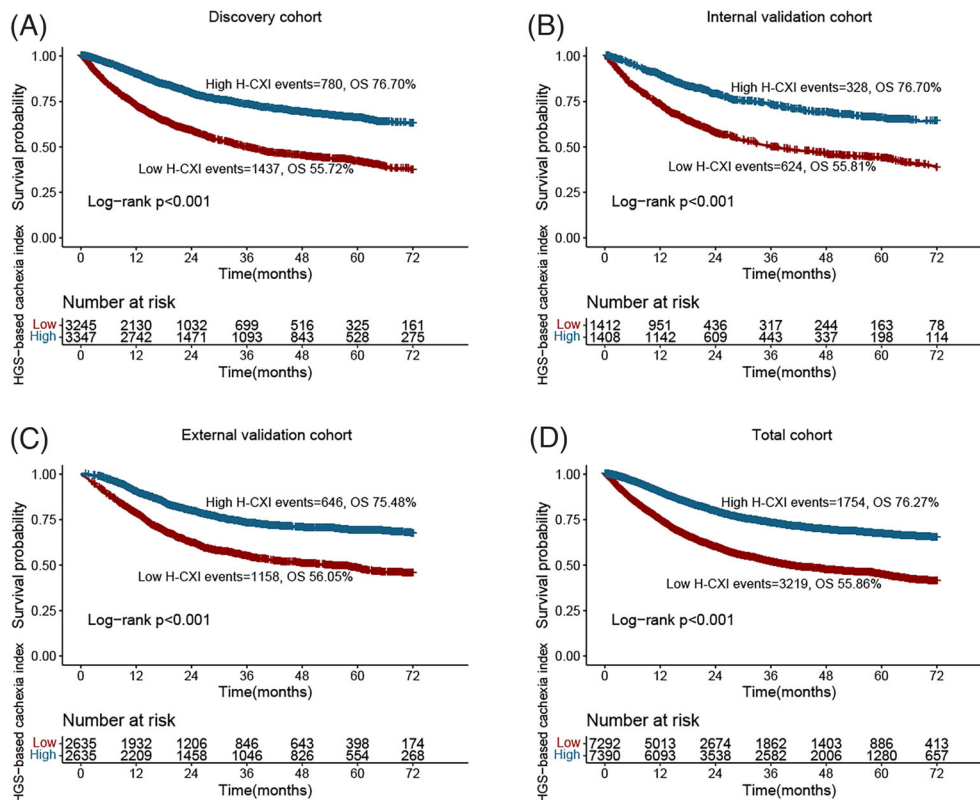 (A)
Discovery cohort
Survival probability
1.00
0.75
0.50
0.25
0.00
High H-CXI events=780, OS 76.70%
Low H-CXI events=1437, OS 55.72%
Log-rank p<0.001
0 12 24 36 48 60 72
Time(months)
HGS-based cachexia index
Number at risk
Low 3245 2130 1032 699 516 325 161
High 3347 2742 1471 1093 843 528 275
0 12 24 36 48 60 72
Time(months)
(B)
Internal validation cohort
Survival probability
1.00
0.75
0.50
0.25
0.00
High H-CXI events=328, OS 76.70%
Low H-CXI events=624, OS 55.81%
Log-rank p<0.001
0 12 24 36 48 60 72
Time(months)
HGS-based cachexia index
Number at risk
Low 1412 951 436 317 244 163 78
High 1408 1142 609 443 337 198 114
0 12 24 36 48 60 72
Time(months)
(C)
External validation cohort
Survival probability
1.00
0.75
0.50
0.25
0.00
High H-CXI events=646, OS 75.48%
Low H-CXI events=1158, OS 56.05%
Log-rank p<0.001
0 12 24 36 48 60 72
Time(months)
HGS-based cachexia index
Number at risk
Low 2635 1932 1206 846 643 398 174
High 2635 2209 1458 1046 826 554 268
0 12 24 36 48 60 72
Time(months)
(D)
Total cohort
Survival probability
1.00
0.75
0.50
0.25
0.00
High H-CXI events=1754, OS 76.27%
Low H-CXI events=3219, OS 55.86%
Log-rank p<0.001
0 12 24 36 48 60 72
Time(months)
HGS-based cachexia index
Number at risk
Low 7292 5013 2674 1862 1403 886 413
High 7390 6093 3538 2582 2006 1280 657
0 12 24 36 48 60 72
Time(months)